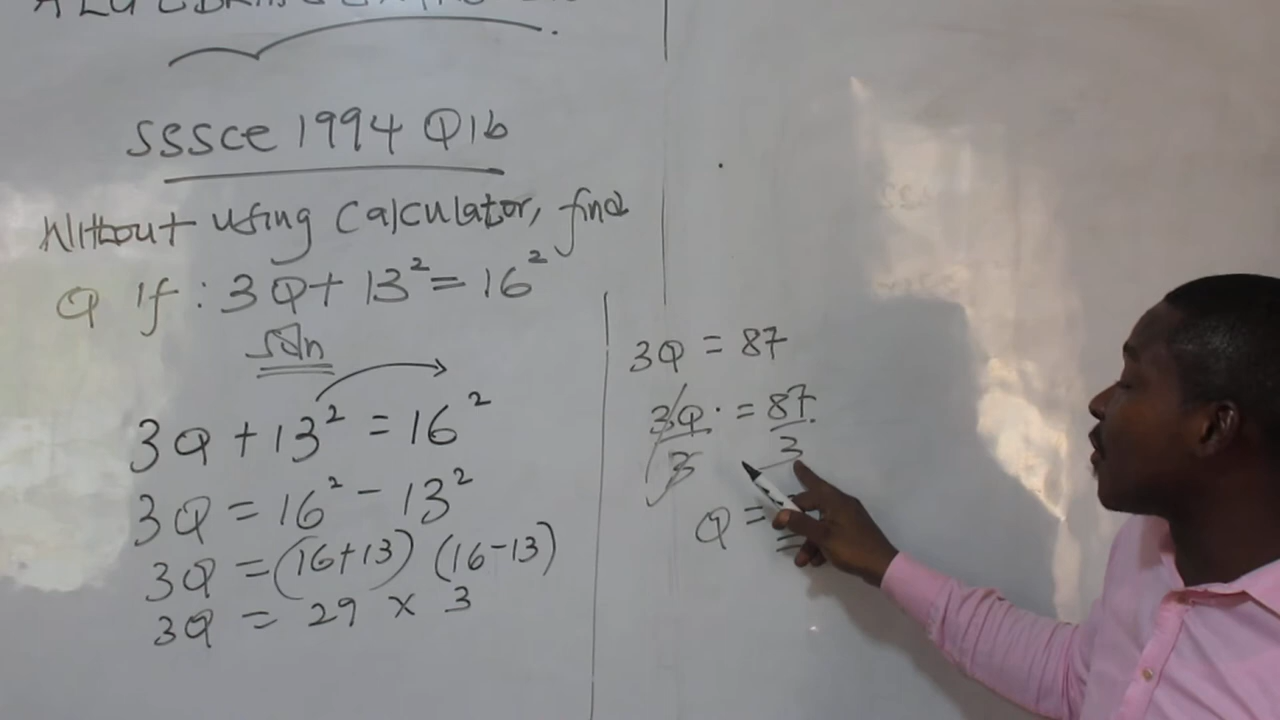 SSSCE 1994 Q1b
Without using Calculator, find
Q if : 3Q + 13² = 16²
Soln
3Q + 13² = 16²
3Q = 16² - 13²
3Q = (16+13) (16-13)
3Q = 29 × 3
3Q = 87
3Q/3 = 87/3
Q =